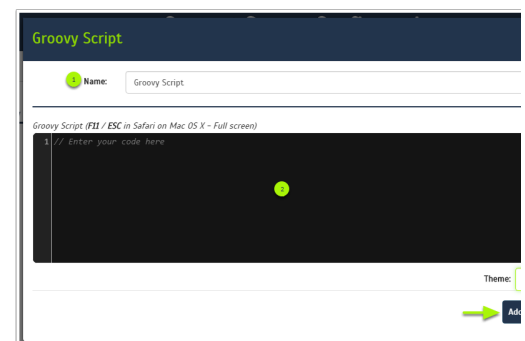 Groovy Script
1 Name: Groovy Script
Groovy Script (F11 / ESC in Safari on Mac OS X - Full screen)
1 // Enter your code here
2
Theme: